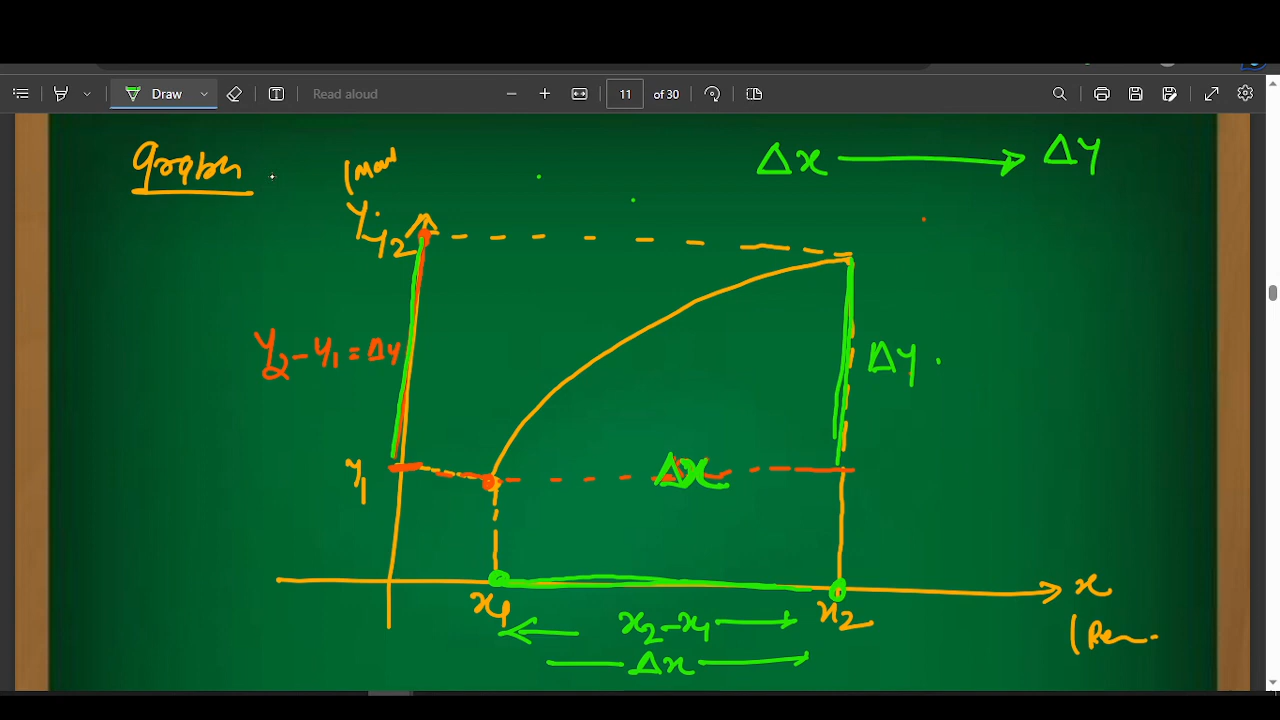 Draw
Read aloud
11 of 30
Graph
Δx → Δy
y
y2
y2 - y1 = Δy
Δy
y1
Δx
x1
x2
x
x2 - x1
Δx